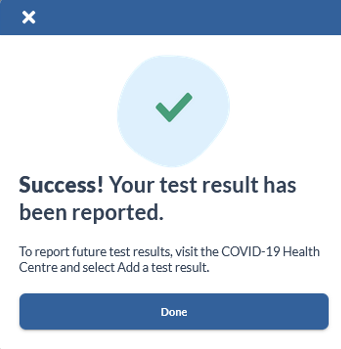 Success! Your test result has
been reported.
To report future test results, visit the COVID-19 Health
Centre and select Add a test result.
Done